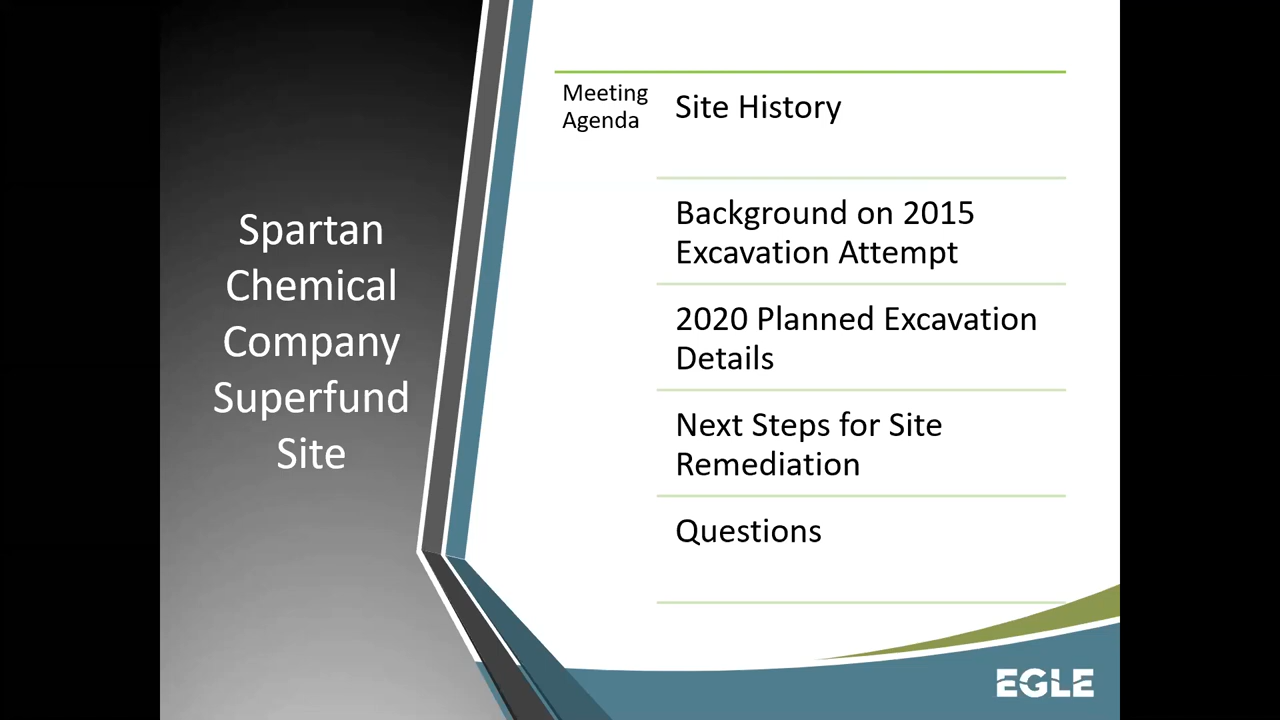 Spartan
Chemical
Company
Superfund
Site
Meeting
Agenda
Site History
Background on 2015
Excavation Attempt
2020 Planned Excavation
Details
Next Steps for Site
Remediation
Questions
EGLE